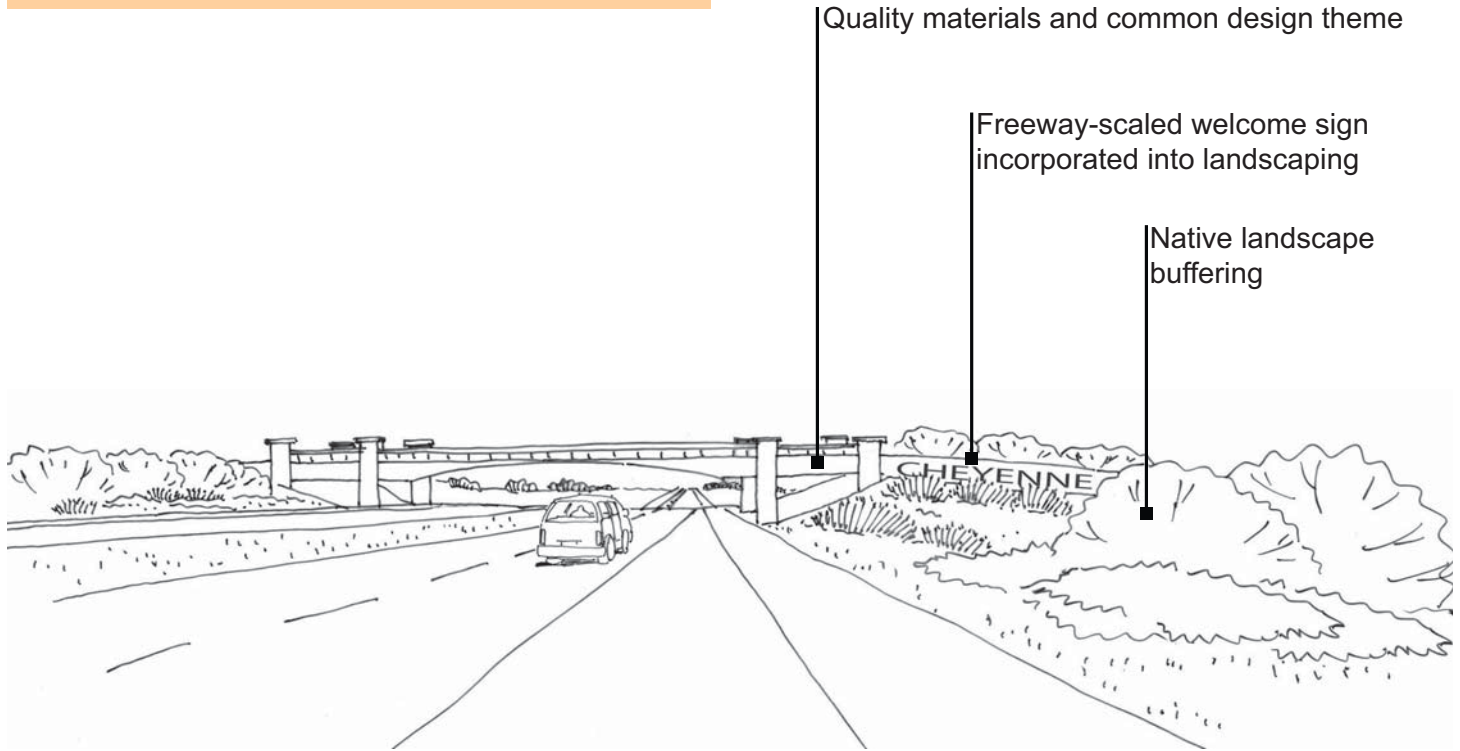 Quality materials and common design theme
Freeway-scaled welcome sign
incorporated into landscaping
Native landscape
buffering
CHEYENNE